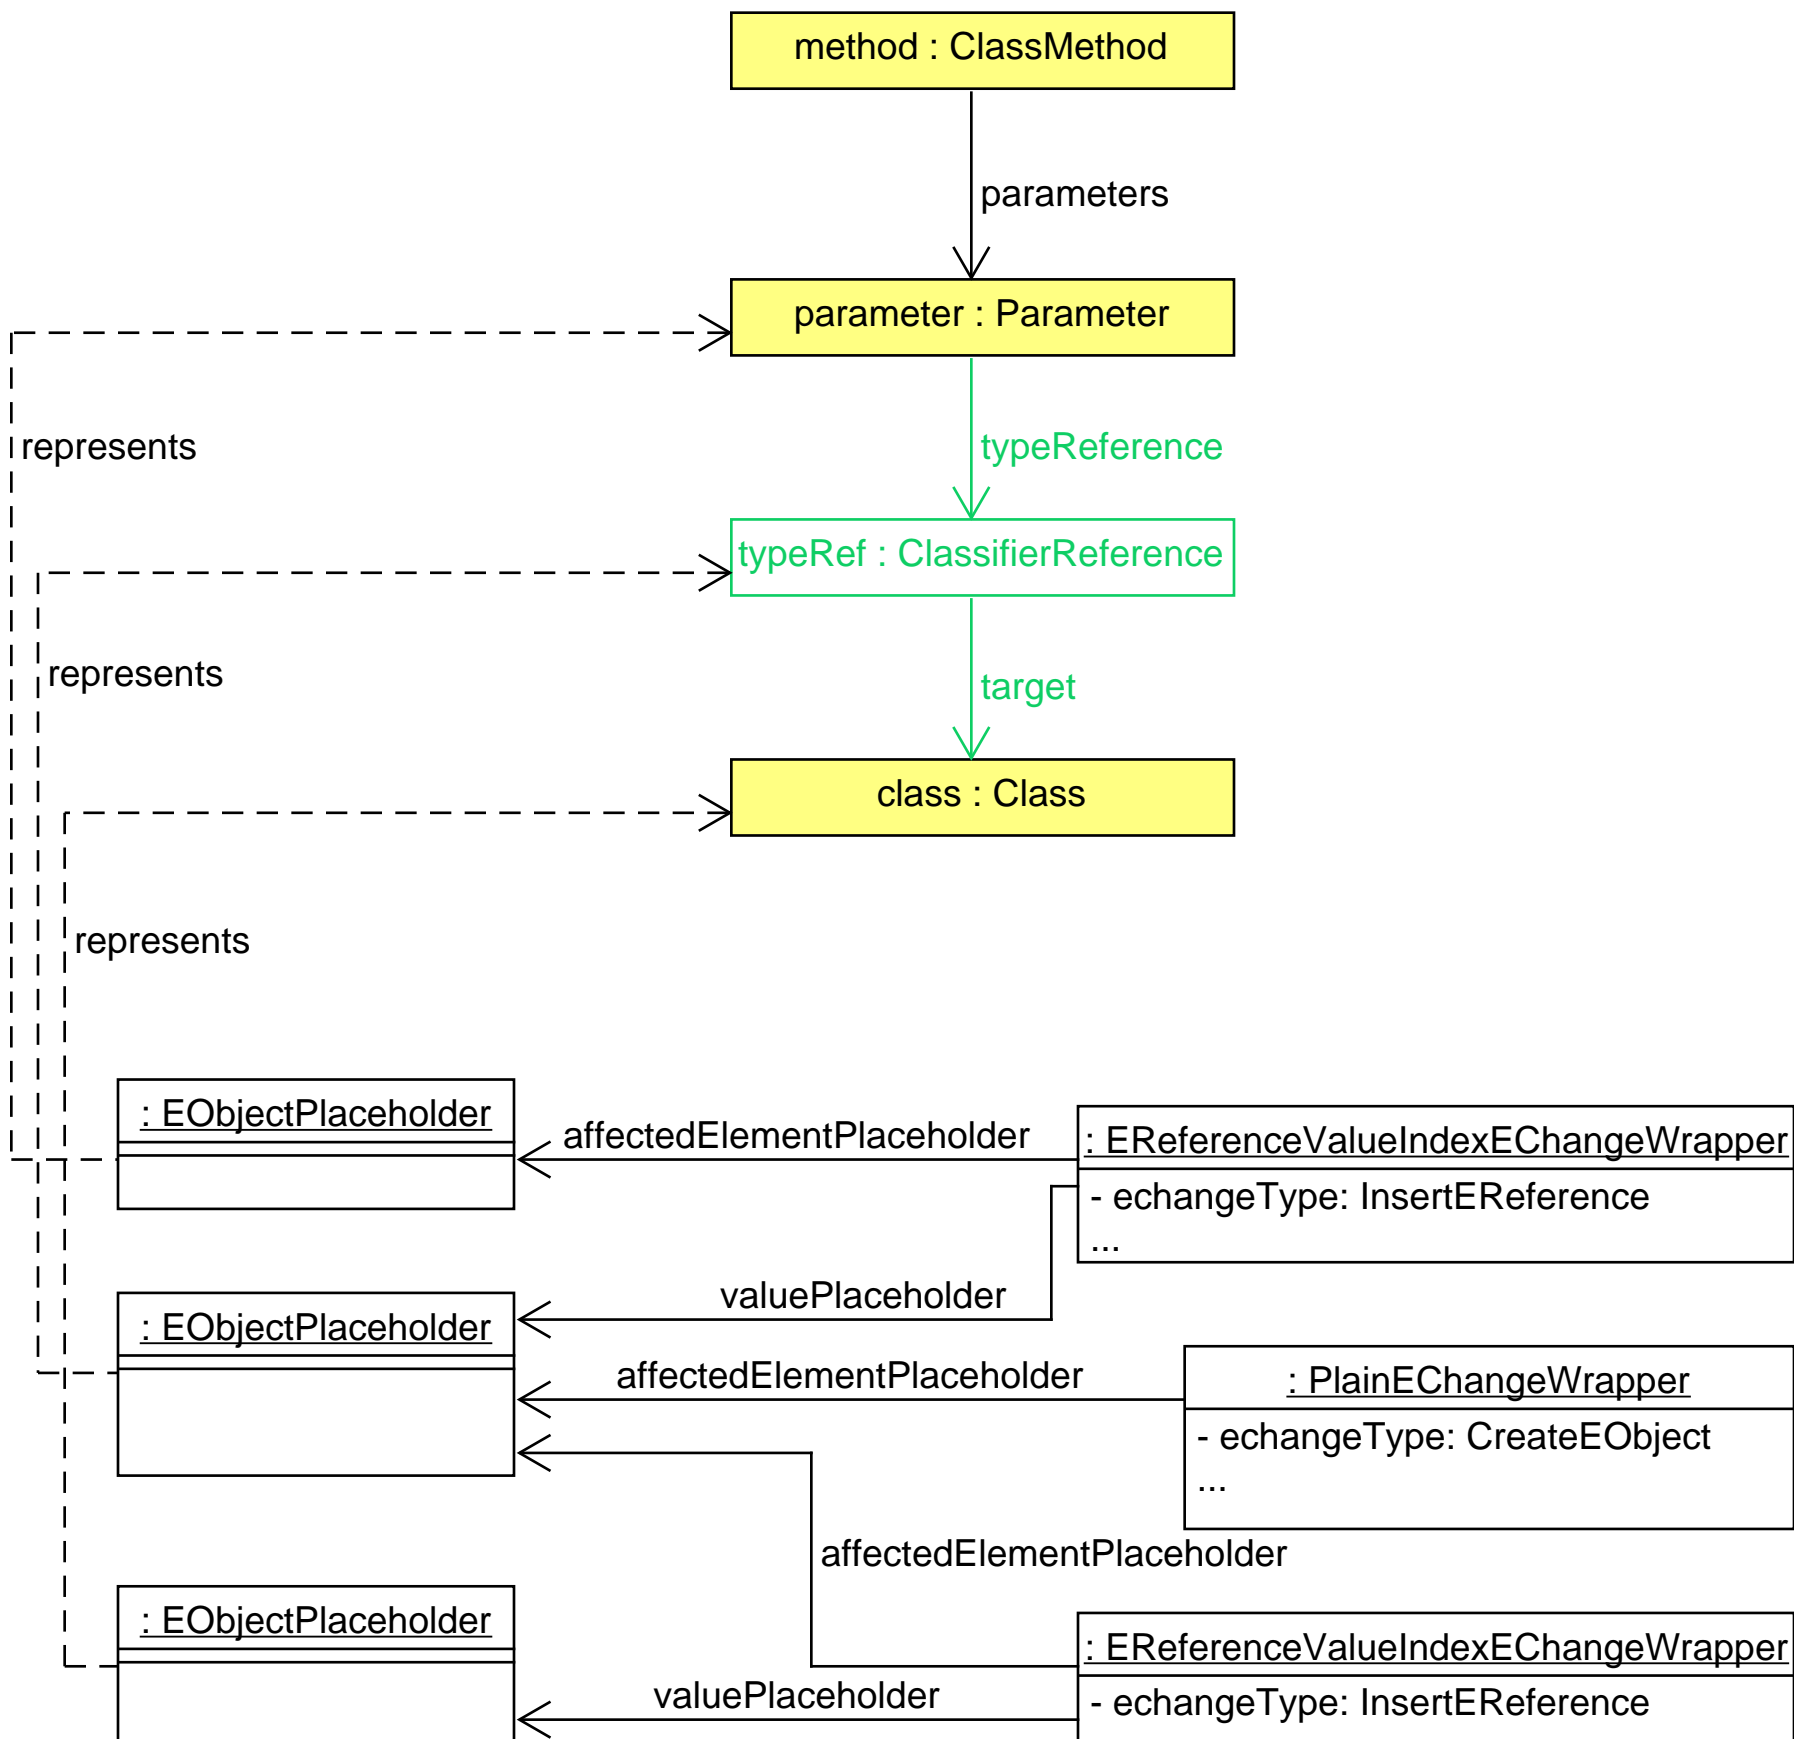 method : ClassMethod
parameters
parameter : Parameter
represents
typeReference
typeRef : ClassifierReference
represents
target
class : Class
represents
: EObjectPlaceholder
affectedElementPlaceholder
: EReferenceValueIndexEChangeWrapper
- echangeType: InsertEReference
...
valuePlaceholder
: EObjectPlaceholder
affectedElementPlaceholder
: PlainEChangeWrapper
- echangeType: CreateEObject
...
affectedElementPlaceholder
: EObjectPlaceholder
: EReferenceValueIndexEChangeWrapper
valuePlaceholder
- echangeType: InsertEReference